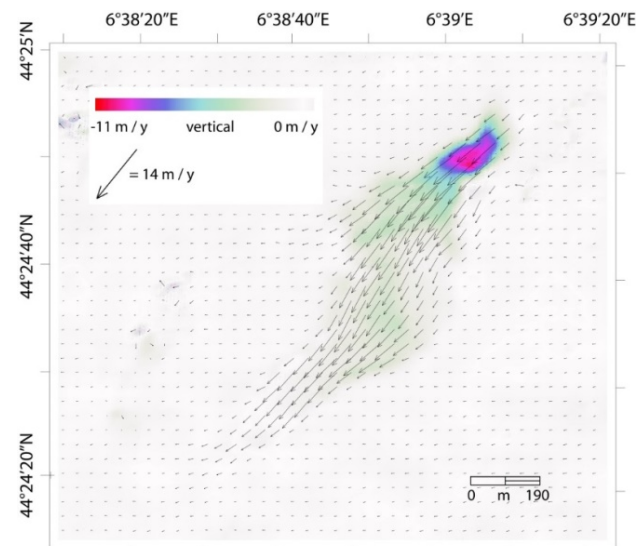 6°38′20″E 6°38′40″E 6°39′E 6°39′20″E
44°25′N
-11 m / y vertical 0 m / y
= 14 m / y
44°24′40″N
44°24′20″N
0 m 190